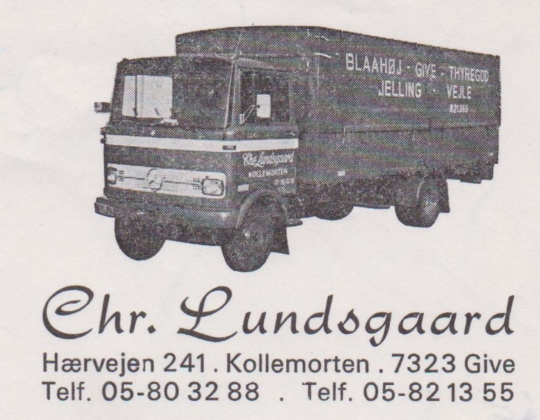 BLAAHØJ - GIVE - THYREGOD
JELLING - VEJLE
821355
Chr. Lundsgaard
KOLLEMORTEN
Chr. Lundsgaard
Hærvejen 241 . Kollemorten . 7323 Give
Telf. 05-80 32 88 . Telf. 05-82 13 55